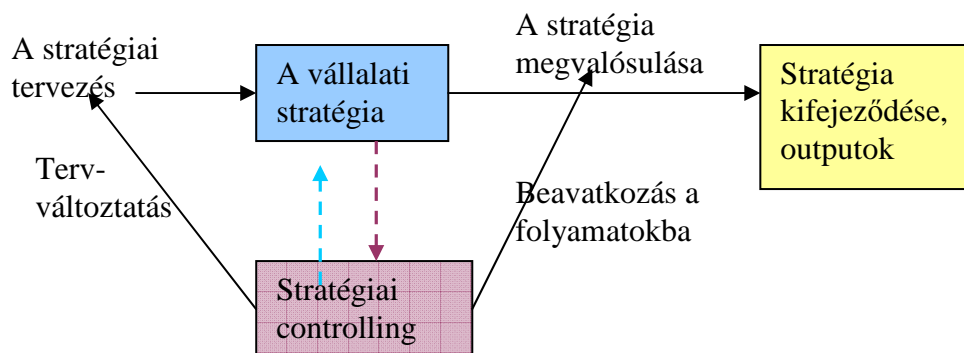 A stratégiai
tervezés
A vállalati
stratégia
A stratégia
megvalósulása
Stratégia
kifejeződése,
outputok
Terv-
változtatás
Beavatkozás a
folyamatokba
Stratégiai
controlling